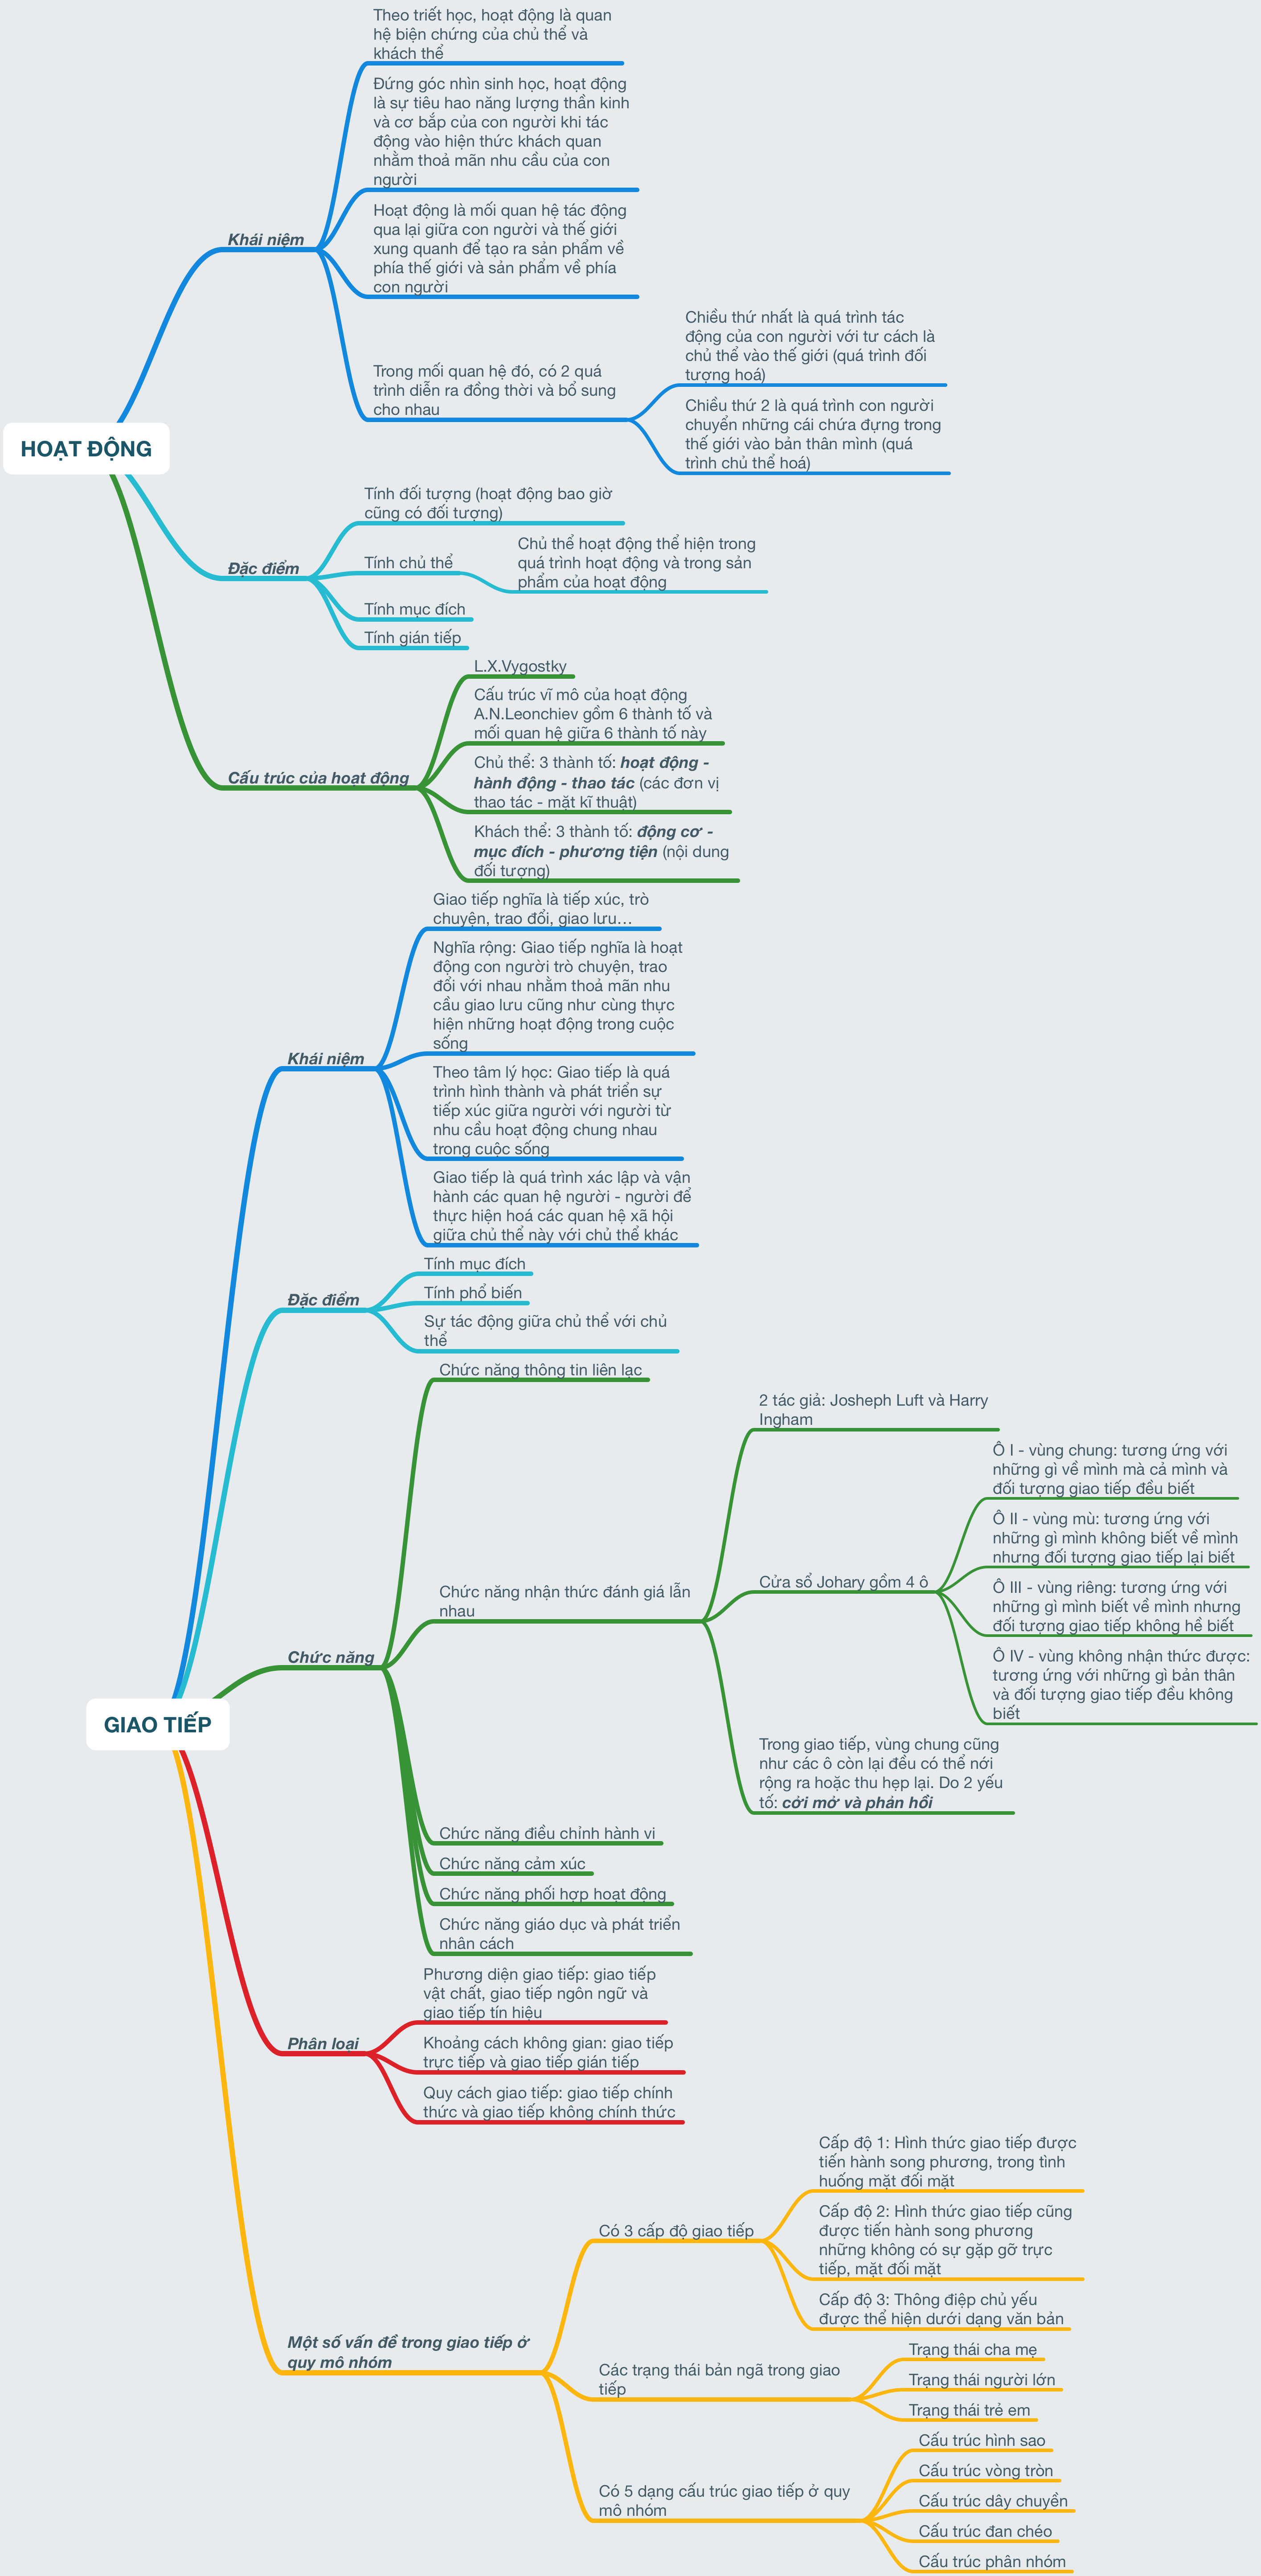 Theo triết học, hoạt động là quan
hệ biện chứng của chủ thể và
khách thể
Đứng góc nhìn sinh học, hoạt động
là sự tiêu hao năng lượng thần kinh
và cơ bắp của con người khi tác
động vào hiện thức khách quan
nhằm thoả mãn nhu cầu của con
người
Khái niệm
Hoạt động là mối quan hệ tác động
qua lại giữa con người và thế giới
xung quanh để tạo ra sản phẩm về
phía thế giới và sản phẩm về phía
con người
Trong mối quan hệ đó, có 2 quá
trình diễn ra đồng thời và bổ sung
cho nhau
Chiều thứ nhất là quá trình tác
động của con người với tư cách là
chủ thể vào thế giới (quá trình đối
tượng hoá)
Chiều thứ 2 là quá trình con người
chuyển những cái chứa đựng trong
thế giới vào bản thân mình (quá
trình chủ thể hoá)
HOẠT ĐỘNG
Đặc điểm
Tính đối tượng (hoạt động bao giờ
cũng có đối tượng)
Tính chủ thể
Chủ thể hoạt động thể hiện trong
quá trình hoạt động và trong sản
phẩm của hoạt động
Tính mục đích
Tính gián tiếp
Cấu trúc của hoạt động
L.X.Vygostky
Cấu trúc vĩ mô của hoạt động
A.N.Leonchiev gồm 6 thành tố và
mối quan hệ giữa 6 thành tố này
Chủ thể: 3 thành tố: hoạt động -
hành động - thao tác (các đơn vị
thao tác - mặt kĩ thuật)
Khách thể: 3 thành tố: động cơ -
mục đích - phương tiện (nội dung
đối tượng)
Khái niệm
Giao tiếp nghĩa là tiếp xúc, trò
chuyện, trao đổi, giao lưu…
Nghĩa rộng: Giao tiếp nghĩa là hoạt
động con người trò chuyện, trao
đổi với nhau nhằm thoả mãn nhu
cầu giao lưu cũng như cùng thực
hiện những hoạt động trong cuộc
sống
Theo tâm lý học: Giao tiếp là quá
trình hình thành và phát triển sự
tiếp xúc giữa người với người từ
nhu cầu hoạt động chung nhau
trong cuộc sống
Giao tiếp là quá trình xác lập và vận
hành các quan hệ người - người để
thực hiện hoá các quan hệ xã hội
giữa chủ thể này với chủ thể khác
Đặc điểm
Tính mục đích
Tính phổ biến
Sự tác động giữa chủ thể với chủ
thể
Chức năng
Chức năng thông tin liên lạc
Chức năng nhận thức đánh giá lẫn
nhau
2 tác giả: Josheph Luft và Harry
Ingham
Cửa sổ Johary gồm 4 ô
Ô I - vùng chung: tương ứng với
những gì về mình mà cả mình và
đối tượng giao tiếp đều biết
Ô II - vùng mù: tương ứng với
những gì mình không biết về mình
nhưng đối tượng giao tiếp lại biết
Ô III - vùng riêng: tương ứng với
những gì mình biết về mình nhưng
đối tượng giao tiếp không hề biết
Ô IV - vùng không nhận thức được:
tương ứng với những gì bản thân
và đối tượng giao tiếp đều không
biết
Trong giao tiếp, vùng chung cũng
như các ô còn lại đều có thể nới
rộng ra hoặc thu hẹp lại. Do 2 yếu
tố: cởi mở và phản hồi
GIAO TIẾP
Chức năng điều chỉnh hành vi
Chức năng cảm xúc
Chức năng phối hợp hoạt động
Chức năng giáo dục và phát triển
nhân cách
Phân loại
Phương diện giao tiếp: giao tiếp
vật chất, giao tiếp ngôn ngữ và
giao tiếp tín hiệu
Khoảng cách không gian: giao tiếp
trực tiếp và giao tiếp gián tiếp
Quy cách giao tiếp: giao tiếp chính
thức và giao tiếp không chính thức
Một số vấn đề trong giao tiếp ở
quy mô nhóm
Có 3 cấp độ giao tiếp
Cấp độ 1: Hình thức giao tiếp được
tiến hành song phương, trong tình
huống mặt đối mặt
Cấp độ 2: Hình thức giao tiếp cũng
được tiến hành song phương
những không có sự gặp gỡ trực
tiếp, mặt đối mặt
Cấp độ 3: Thông điệp chủ yếu
được thể hiện dưới dạng văn bản
Các trạng thái bản ngã trong giao
tiếp
Trạng thái cha mẹ
Trạng thái người lớn
Trạng thái trẻ em
Có 5 dạng cấu trúc giao tiếp ở quy
mô nhóm
Cấu trúc hình sao
Cấu trúc vòng tròn
Cấu trúc dây chuyền
Cấu trúc đan chéo
Cấu trúc phân nhóm